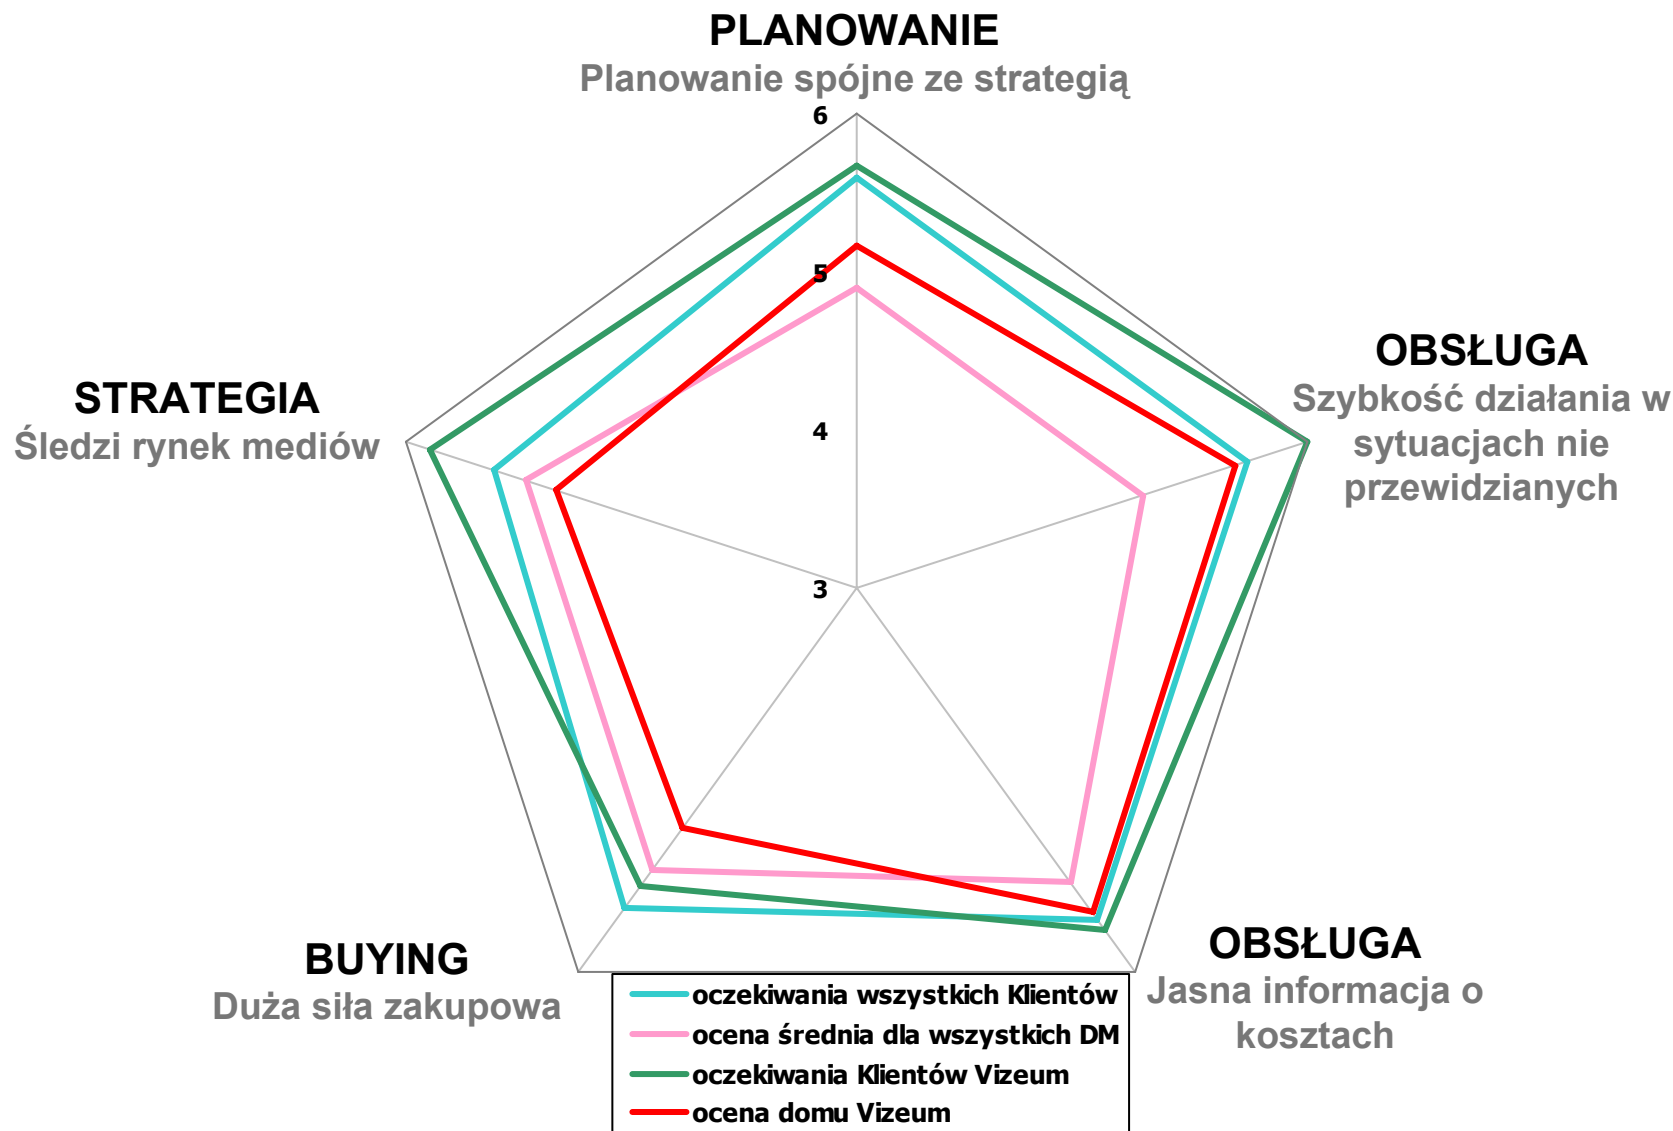 PLANOWANIE
Planowanie spójne ze strategią
6
5
4
3
OBSŁUGA
Szybkość działania w
sytuacjach nie
przewidzianych
STRATEGIA
Śledzi rynek mediów
OBSŁUGA
Jasna informacja o
kosztach
BUYING
Duża siła zakupowa
oczekiwania wszystkich Klientów
ocena średnia dla wszystkich DM
oczekiwania Klientów Vizeum
ocena domu Vizeum